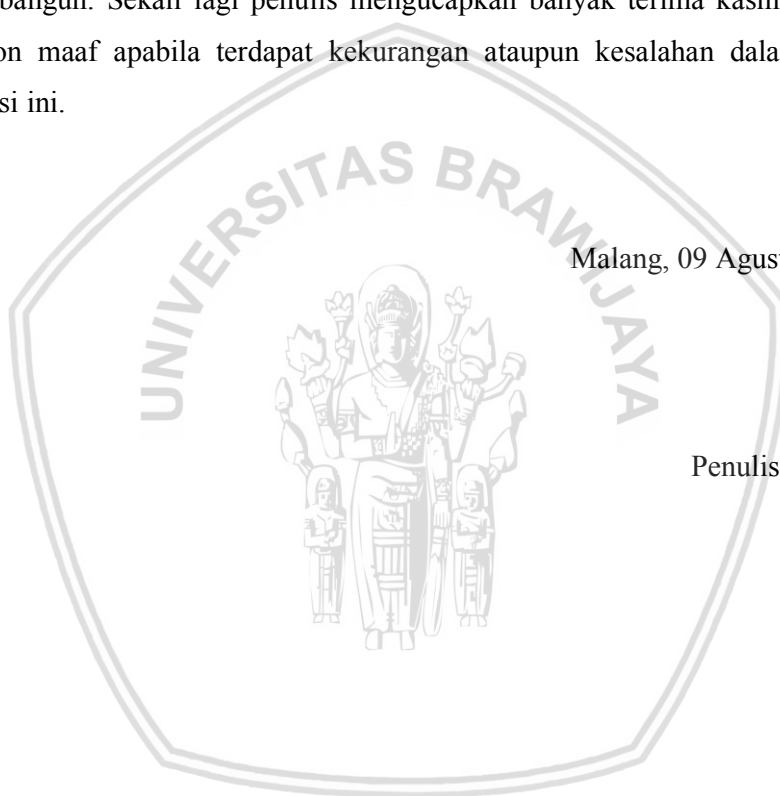 bangun. Sekali lagi penulis mengucapkan banyak terima kasih
on maaf apabila terdapat kekurangan ataupun kesalahan dala
si ini.
UNIVERSITAS BRAWIJAYA
Malang, 09 Agus
Penulis